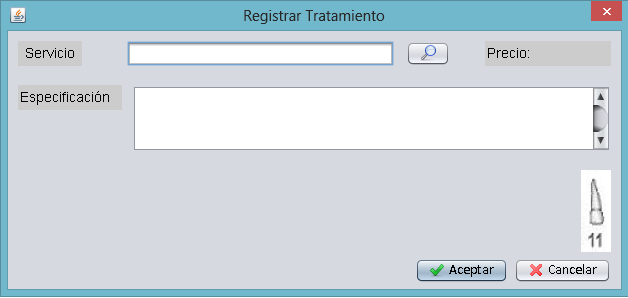 Registrar Tratamiento
Servicio
Precio:
Especificación
11
Aceptar
Cancelar